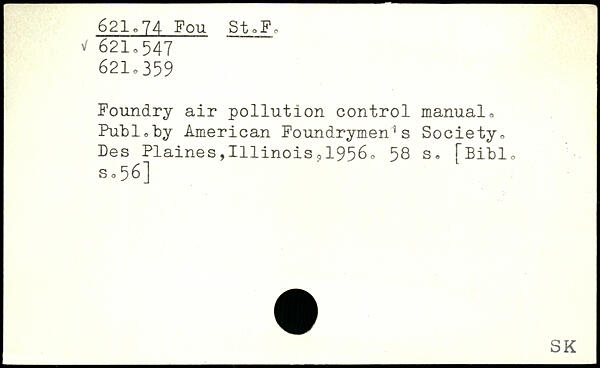 621.74 Fou St.F.
√ 621.547
621.359
Foundry air pollution control manual.
Publ.by American Foundrymen's Society.
Des Plaines,Illinois,1956. 58 s. [Bibl.
s.56]
SK